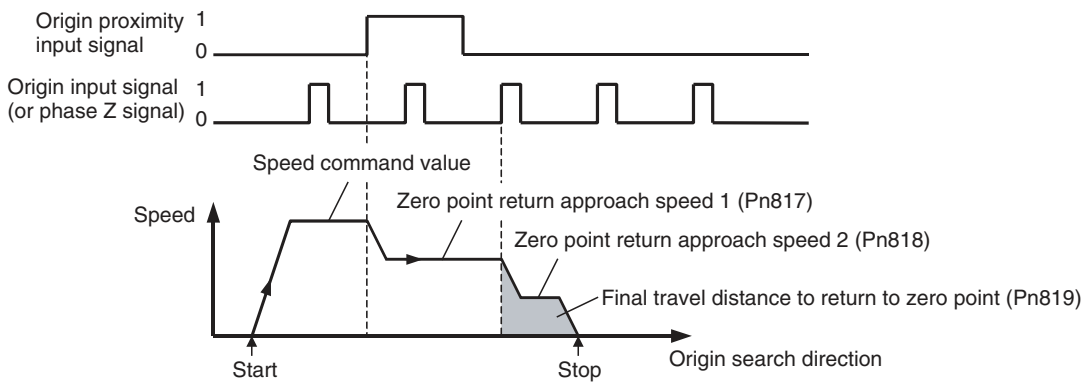 Origin proximity
input signal
1
0
Origin input signal
(or phase Z signal)
1
0
Speed command value
Speed
Zero point return approach speed 1 (Pn817)
Zero point return approach speed 2 (Pn818)
Final travel distance to return to zero point (Pn819)
Origin search direction
Start
Stop